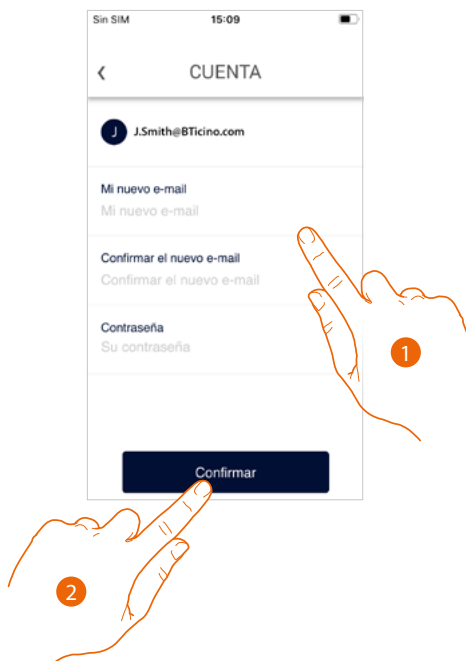 Sin SIM 15:09
CUENTA
J J.Smith@BTicino.com
Mi nuevo e-mail
Mi nuevo e-mail
Confirmar el nuevo e-mail
Confirmar el nuevo e-mail
Contraseña
Su contraseña
1
Confirmar
2